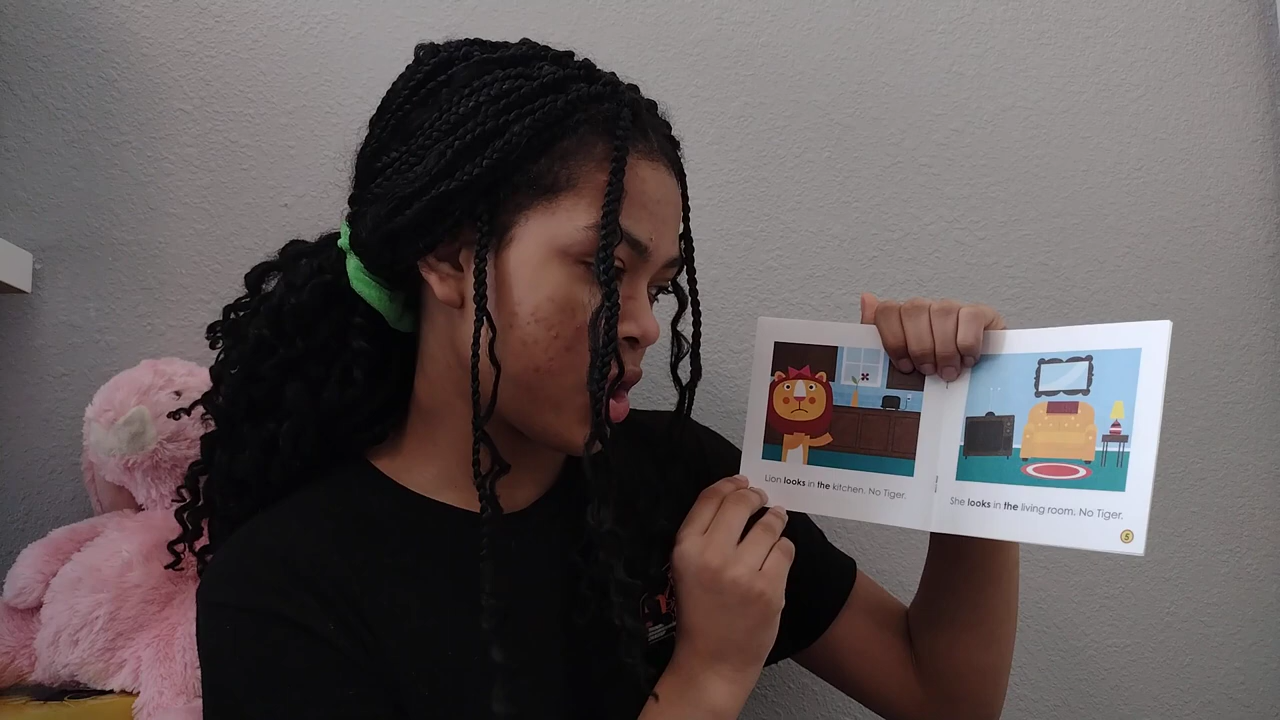 Lion looks in the kitchen. No Tiger.
She looks in the living room. No Tiger.
5